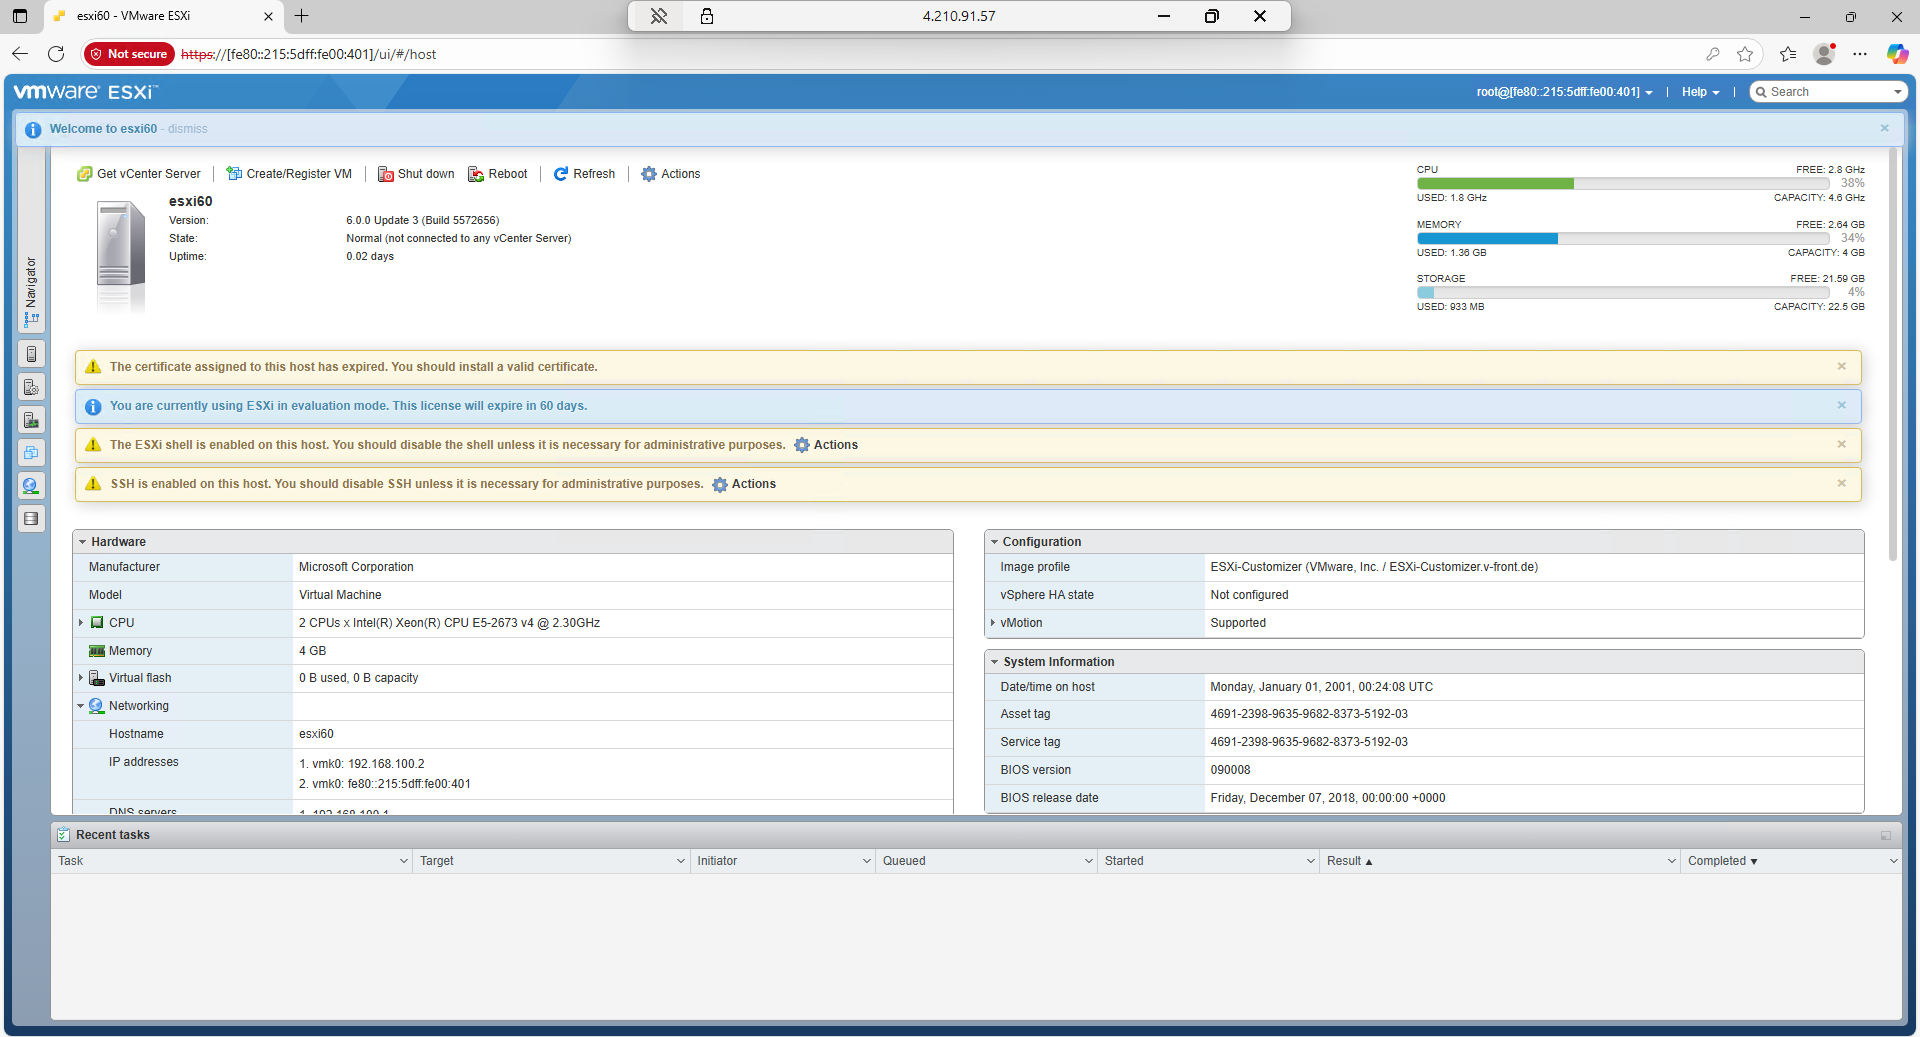 esxi60 - VMware ESXi
4.210.91.57
Not secure
https://[fe80::215:5dff:fe00:401]/ui/#/host
vmware ESXi™
root@[fe80::215:5dff:fe00:401]
Help
Search
Welcome to esxi60 - dismiss
Navigator
Get vCenter Server
Create/Register VM
Shut down
Reboot
Refresh
Actions
esxi60
Version: 6.0.0 Update 3 (Build 5572656)
State: Normal (not connected to any vCenter Server)
Uptime: 0.02 days
CPU FREE: 2.8 GHz
38%
USED: 1.8 GHz CAPACITY: 4.6 GHz
MEMORY FREE: 2.64 GB
34%
USED: 1.36 GB CAPACITY: 4 GB
STORAGE FREE: 21.59 GB
4%
USED: 933 MB CAPACITY: 22.5 GB
The certificate assigned to this host has expired. You should install a valid certificate.
You are currently using ESXi in evaluation mode. This license will expire in 60 days.
The ESXi shell is enabled on this host. You should disable the shell unless it is necessary for administrative purposes. Actions
SSH is enabled on this host. You should disable SSH unless it is necessary for administrative purposes. Actions
Hardware
Manufacturer Microsoft Corporation
Model Virtual Machine
CPU 2 CPUs x Intel(R) Xeon(R) CPU E5-2673 v4 @ 2.30GHz
Memory 4 GB
Virtual flash 0 B used, 0 B capacity
Networking
Hostname esxi60
IP addresses 1. vmk0: 192.168.100.2
2. vmk0: fe80::215:5dff:fe00:401
DNS servers 1. 192.168.100.1
Configuration
Image profile ESXi-Customizer (VMware, Inc. / ESXi-Customizer.v-front.de)
vSphere HA state Not configured
vMotion Supported
System Information
Date/time on host Monday, January 01, 2001, 00:24:08 UTC
Asset tag 4691-2398-9635-9682-8373-5192-03
Service tag 4691-2398-9635-9682-8373-5192-03
BIOS version 090008
BIOS release date Friday, December 07, 2018, 00:00:00 +0000
Recent tasks
Task Target Initiator Queued Started Result ▲ Completed ▼